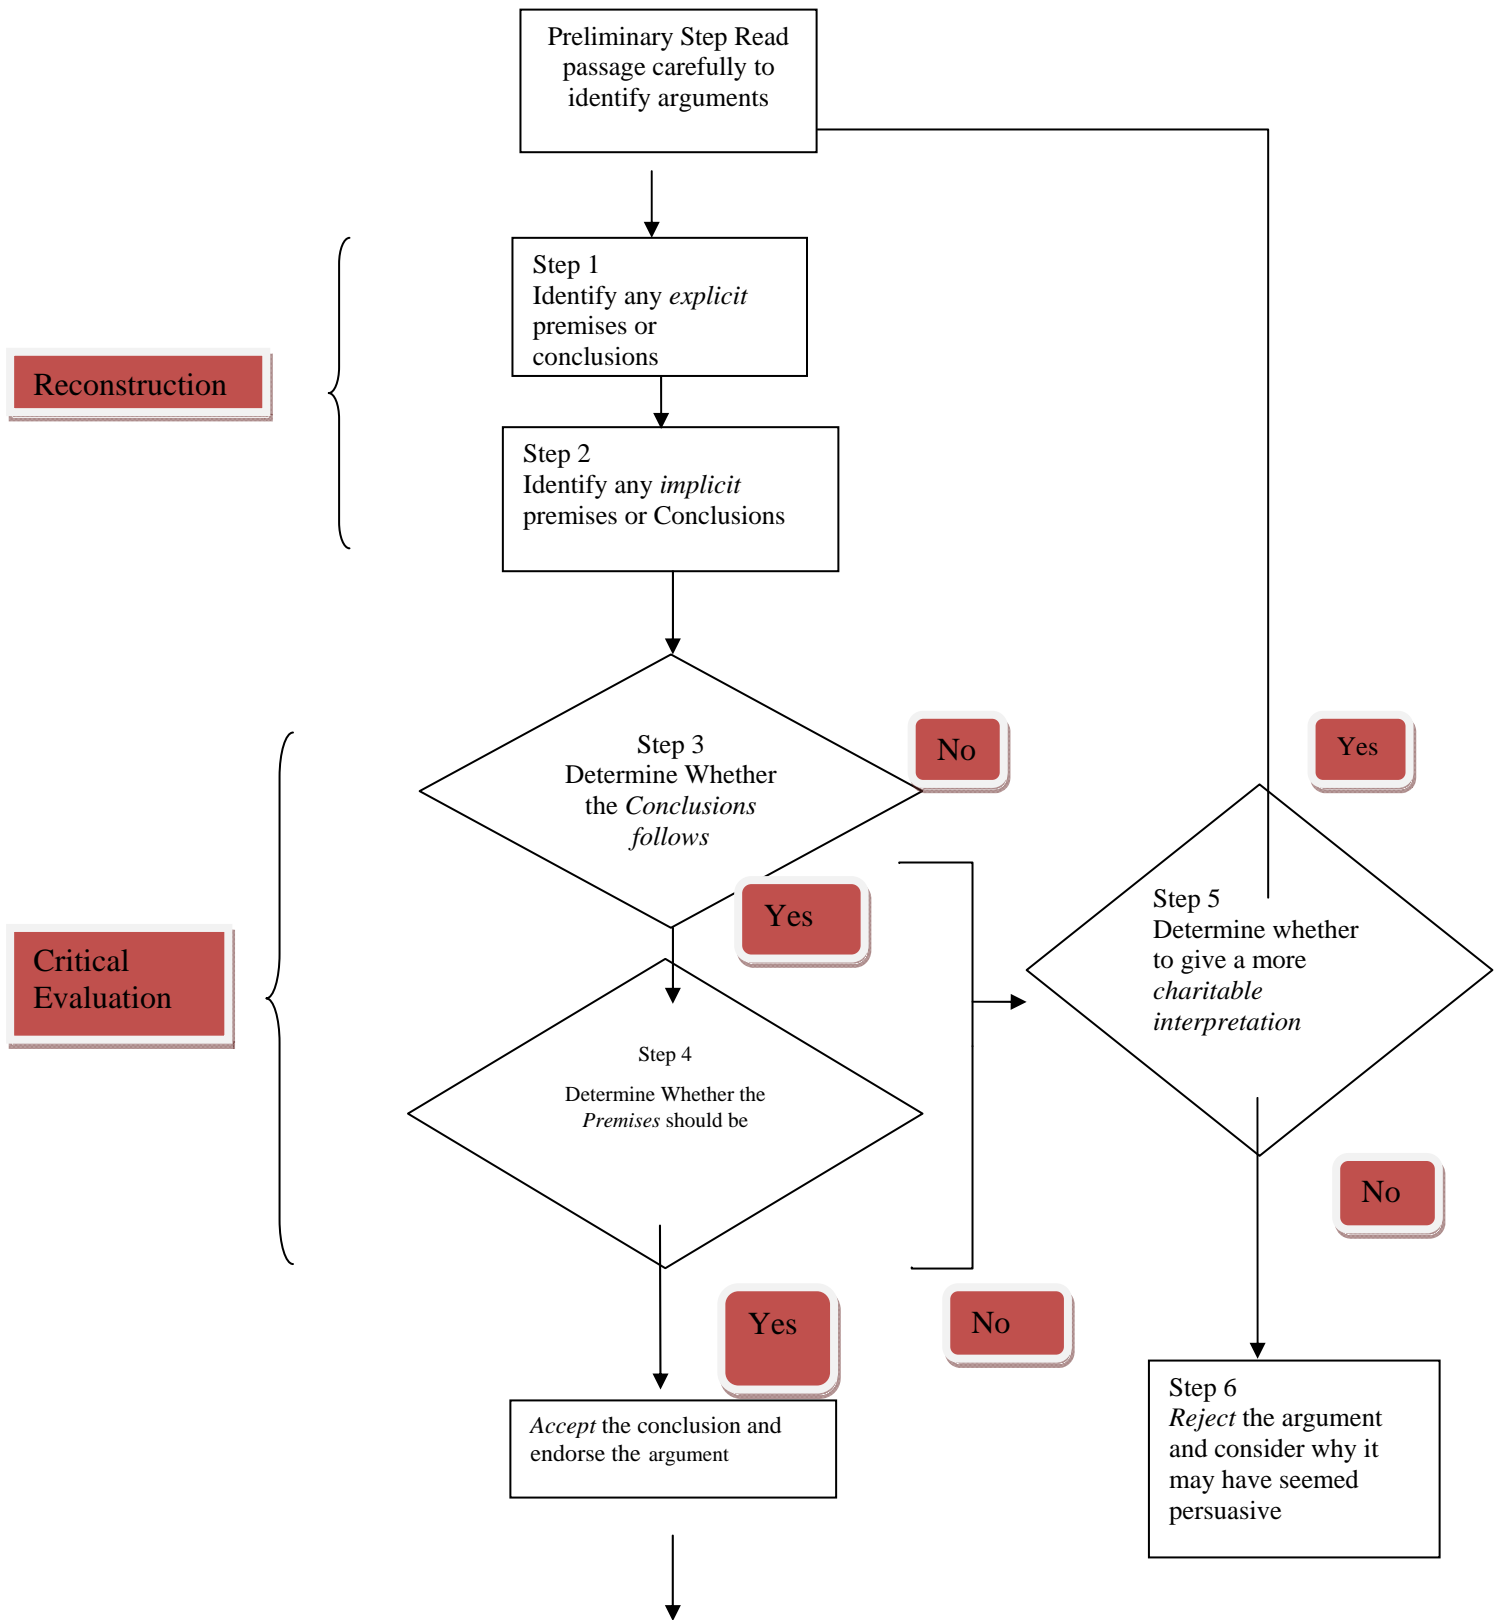 Preliminary Step Read
passage carefully to
identify arguments
Step 1
Identify any explicit
premises or
conclusions
Reconstruction
Step 2
Identify any implicit
premises or Conclusions
Step 3
Determine Whether
the Conclusions
follows
No
Yes
Yes
Critical
Evaluation
Step 4
Determine Whether the
Premises should be
Step 5
Determine whether
to give a more
charitable
interpretation
No
Yes
No
Accept the conclusion and
endorse the argument
Step 6
Reject the argument
and consider why it
may have seemed
persuasive